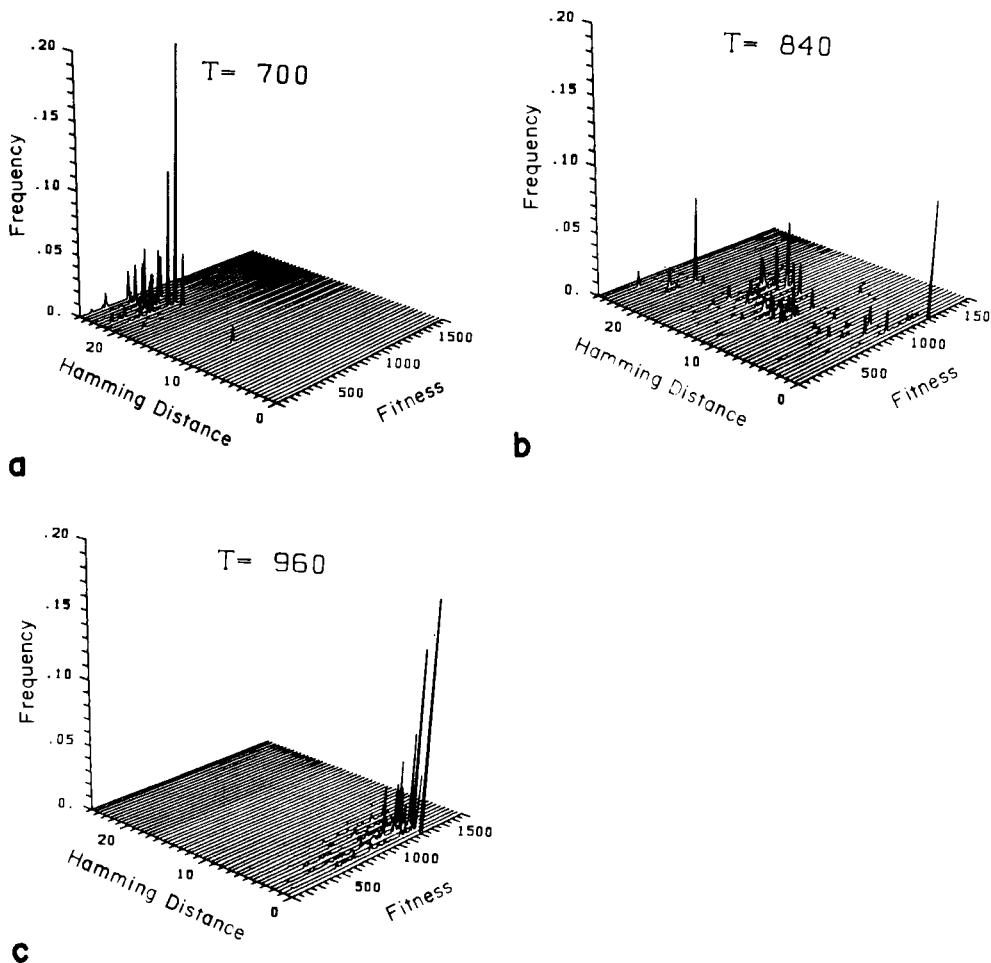 T= 700
.20
.15
.10
.05
0.
Frequency
20
10
0
Hamming Distance
500
1000
1500
Fitness
a
T= 840
.20
.15
.10
.05
0.
Frequency
20
10
0
Hamming Distance
500
1000
150
Fitness
b
T= 960
.20
.15
.10
.05
0.
Frequency
20
10
0
Hamming Distance
500
1000
1500
Fitness
c